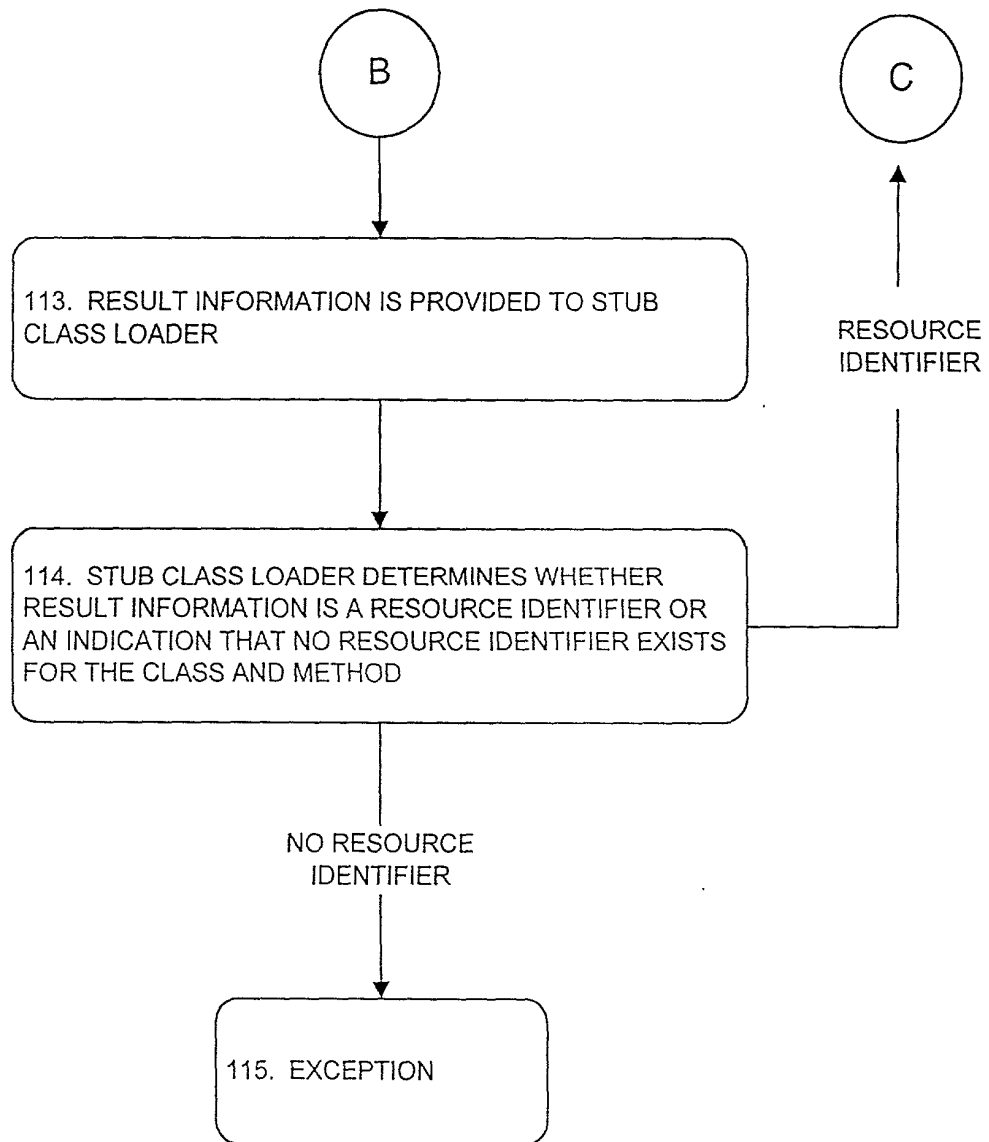 B
C
113. RESULT INFORMATION IS PROVIDED TO STUB
CLASS LOADER
RESOURCE
IDENTIFIER
114. STUB CLASS LOADER DETERMINES WHETHER
RESULT INFORMATION IS A RESOURCE IDENTIFIER OR
AN INDICATION THAT NO RESOURCE IDENTIFIER EXISTS
FOR THE CLASS AND METHOD
NO RESOURCE
IDENTIFIER
115. EXCEPTION